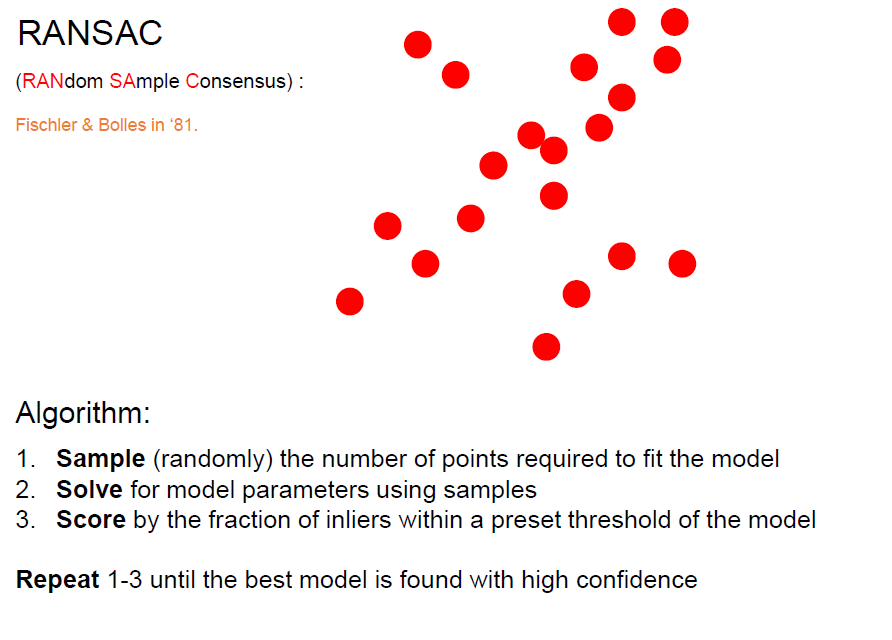 RANSAC
(RANdom SAmple Consensus) :
Fischler & Bolles in ‘81.
Algorithm:
1. Sample (randomly) the number of points required to fit the model
2. Solve for model parameters using samples
3. Score by the fraction of inliers within a preset threshold of the model
Repeat 1-3 until the best model is found with high confidence